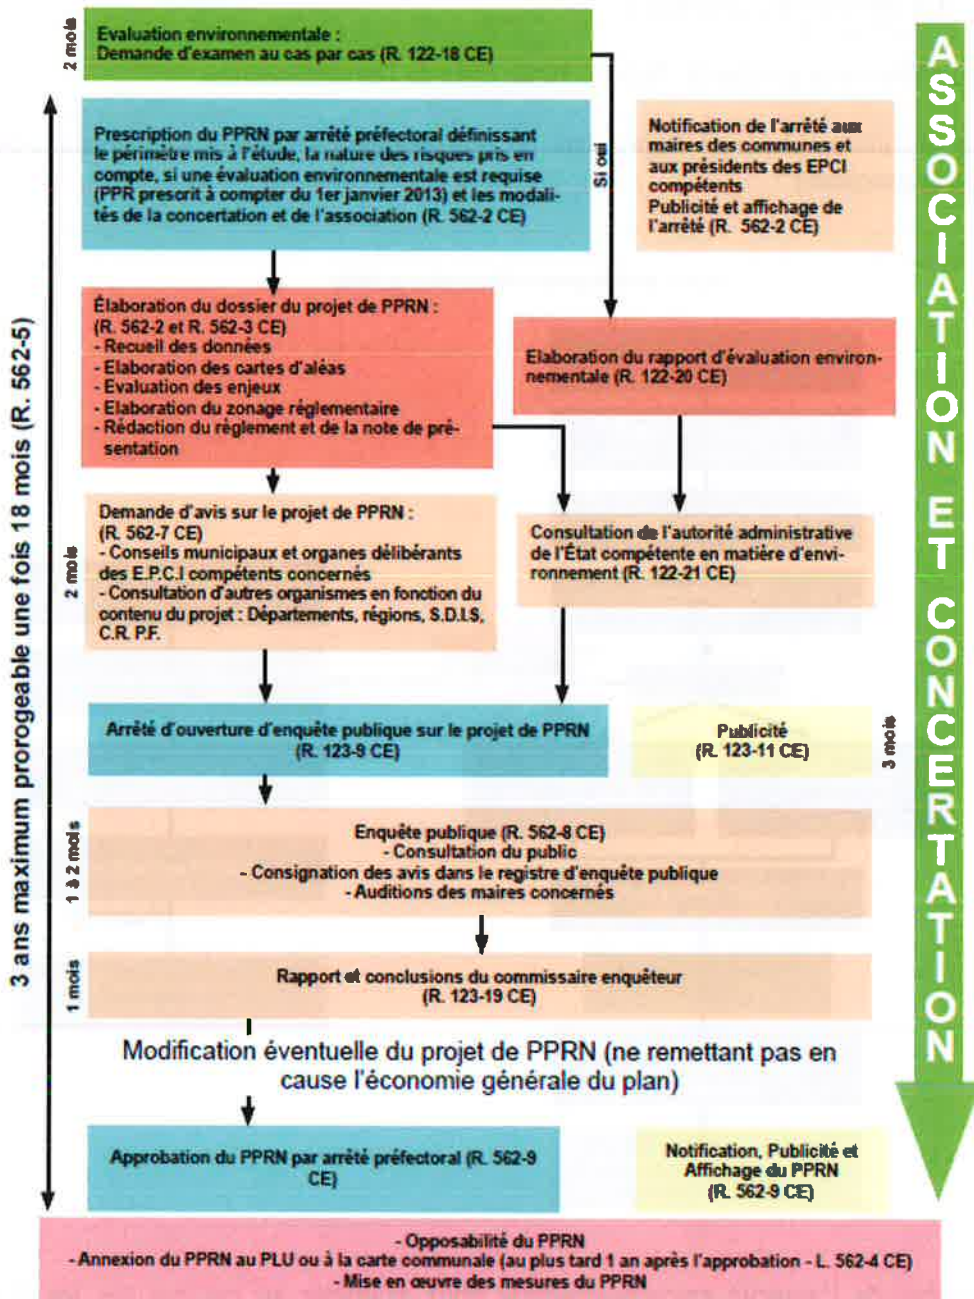 2 mois
Evaluation environnementale :
Demande d'examen au cas par cas (R. 122-18 CE)
Prescription du PPRN par arrêté préfectoral définissant
le périmètre mis à l'étude, la nature des risques pris en
compte, si une évaluation environnementale est requise
(PPR prescrit à compter du 1er janvier 2013) et les modali-
tés de la concertation et de l'association (R. 562-2 CE)
Si oui
Notification de l'arrêté aux
maires des communes et
aux présidents des EPCI
compétents
Publicité et affichage de
l'arrêté (R. 562-2 CE)
Élaboration du dossier du projet de PPRN :
(R. 562-2 et R. 562-3 CE)
- Recueil des données
- Elaboration des cartes d'aléas
- Evaluation des enjeux
- Elaboration du zonage réglementaire
- Rédaction du règlement et de la note de pré-
sentation
Elaboration du rapport d'évaluation environ-
nementale (R. 122-20 CE)
2 mois
Demande d'avis sur le projet de PPRN :
(R. 562-7 CE)
- Conseils municipaux et organes délibérants
des E.P.C.I compétents concernés
- Consultation d'autres organismes en fonction du
contenu du projet : Départements, régions, S.D.I.S,
C.R. P.F.
Consultation de l'autorité administrative
de l'État compétente en matière d'envi-
ronnement (R. 122-21 CE)
Arrêté d'ouverture d'enquête publique sur le projet de PPRN
(R. 123-9 CE)
Publicité
(R. 123-11 CE)
3 mois
1 à 2 mois
Enquête publique (R. 562-8 CE)
- Consultation du public
- Consignation des avis dans le registre d'enquête publique
- Auditions des maires concernés
1 mois
Rapport et conclusions du commissaire enquêteur
(R. 123-19 CE)
Modification éventuelle du projet de PPRN (ne remettant pas en
cause l'économie générale du plan)
Approbation du PPRN par arrêté préfectoral (R. 562-9
CE)
Notification, Publicité et
Affichage du PPRN
(R. 562-9 CE)
- Opposabilité du PPRN
- Annexion du PPRN au PLU ou à la carte communale (au plus tard 1 an après l'approbation - L. 562-4 CE)
- Mise en œuvre des mesures du PPRN
3 ans maximum prorogeable une fois 18 mois (R. 562-5)
ASSOCIATION ET CONCERTATION